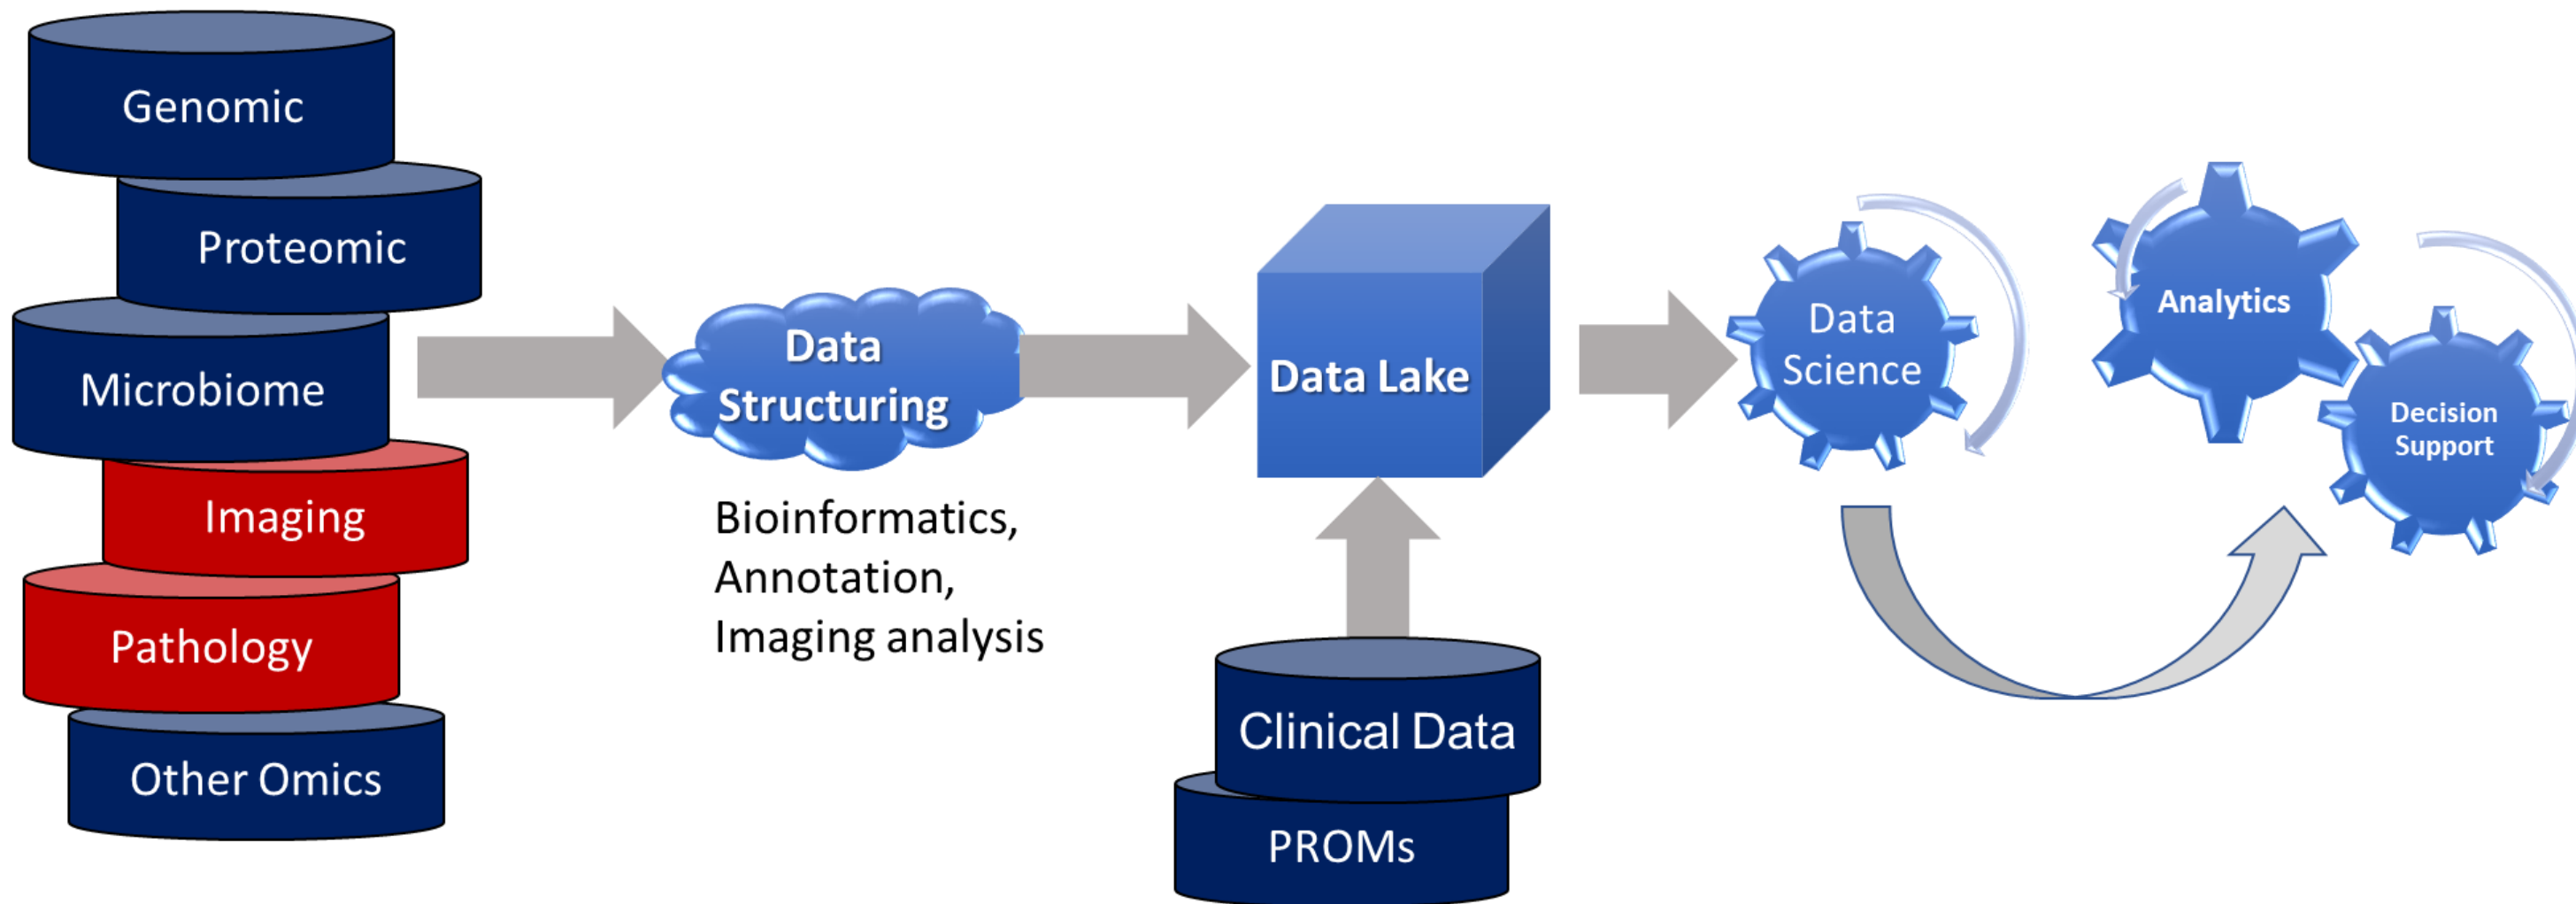 Genomic
Proteomic
Microbiome
Imaging
Pathology
Other Omics
Data
Structuring
Bioinformatics,
Annotation,
Imaging analysis
Data Lake
Clinical Data
PROMs
Data
Science
Analytics
Decision
Support